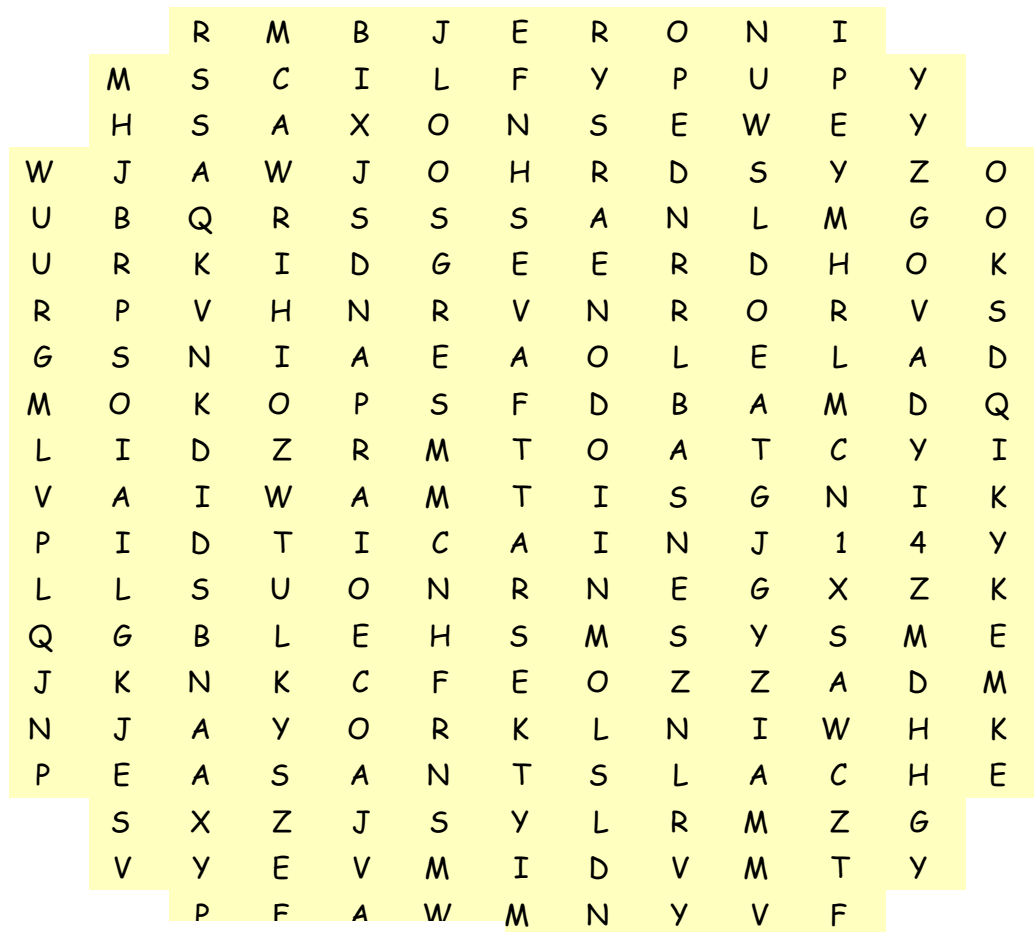 R M B J E R O N I
M S C I L F Y P U P Y
H S A X O N S E W E Y
W J A W J O H R D S Y Z O
U B Q R S S S A N L M G O
U R K I D G E E R D H O K
R P V H N R V N R O R V S
G S N I A E A O L E L A D
M O K O P S F D B A M D Q
L I D Z R M T O A T C Y I
V A I W A M T I S G N I K
P I D T I C A I N J 1 4 Y
L L S U O N R N E G X Z K
Q G B L E H S M S Y S M E
J K N K C F E O Z Z A D M
N J A Y O R K L N I W H K
P E A S A N T S L A C H E
S X Z J S Y L R M Z G
V Y E V M I D V M T Y
P F A W M N Y V F